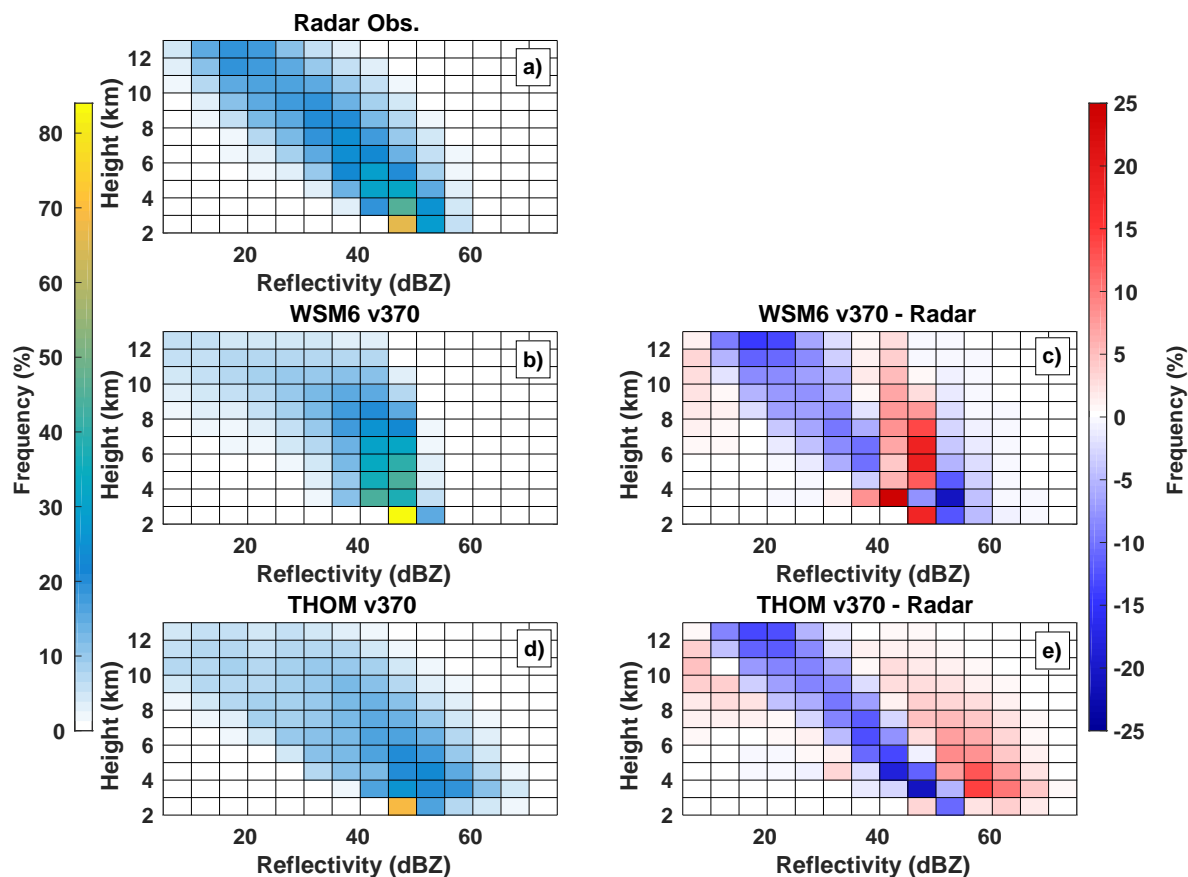 Radar Obs.
a)
12
10
8
6
4
2
Height (km)
20 40 60
Reflectivity (dBZ)
80
70
60
50
40
30
20
10
0
Frequency (%)
WSM6 v370
b)
12
10
8
6
4
2
Height (km)
20 40 60
Reflectivity (dBZ)
WSM6 v370 - Radar
c)
12
10
8
6
4
2
Height (km)
20 40 60
Reflectivity (dBZ)
25
20
15
10
5
0
-5
-10
-15
-20
-25
Frequency (%)
THOM v370
d)
12
10
8
6
4
2
Height (km)
20 40 60
Reflectivity (dBZ)
THOM v370 - Radar
e)
12
10
8
6
4
2
Height (km)
20 40 60
Reflectivity (dBZ)